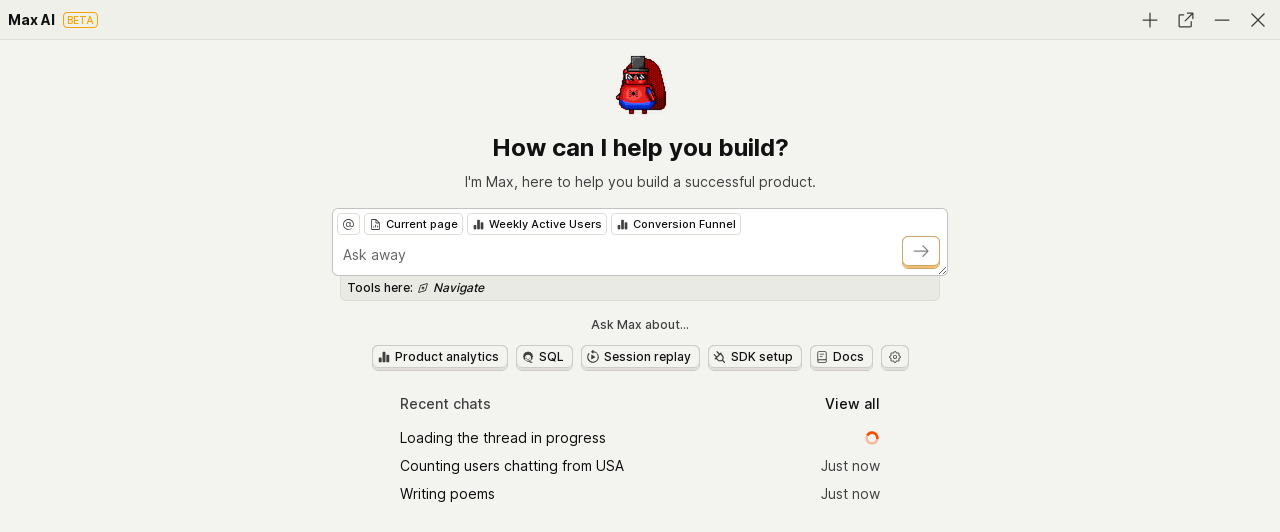 Max AI BETA
How can I help you build?
I'm Max, here to help you build a successful product.
@ Current page Weekly Active Users Conversion Funnel
Ask away
Tools here: Navigate
Ask Max about...
Product analytics SQL Session replay SDK setup Docs
Recent chats View all
Loading the thread in progress
Counting users chatting from USA Just now
Writing poems Just now